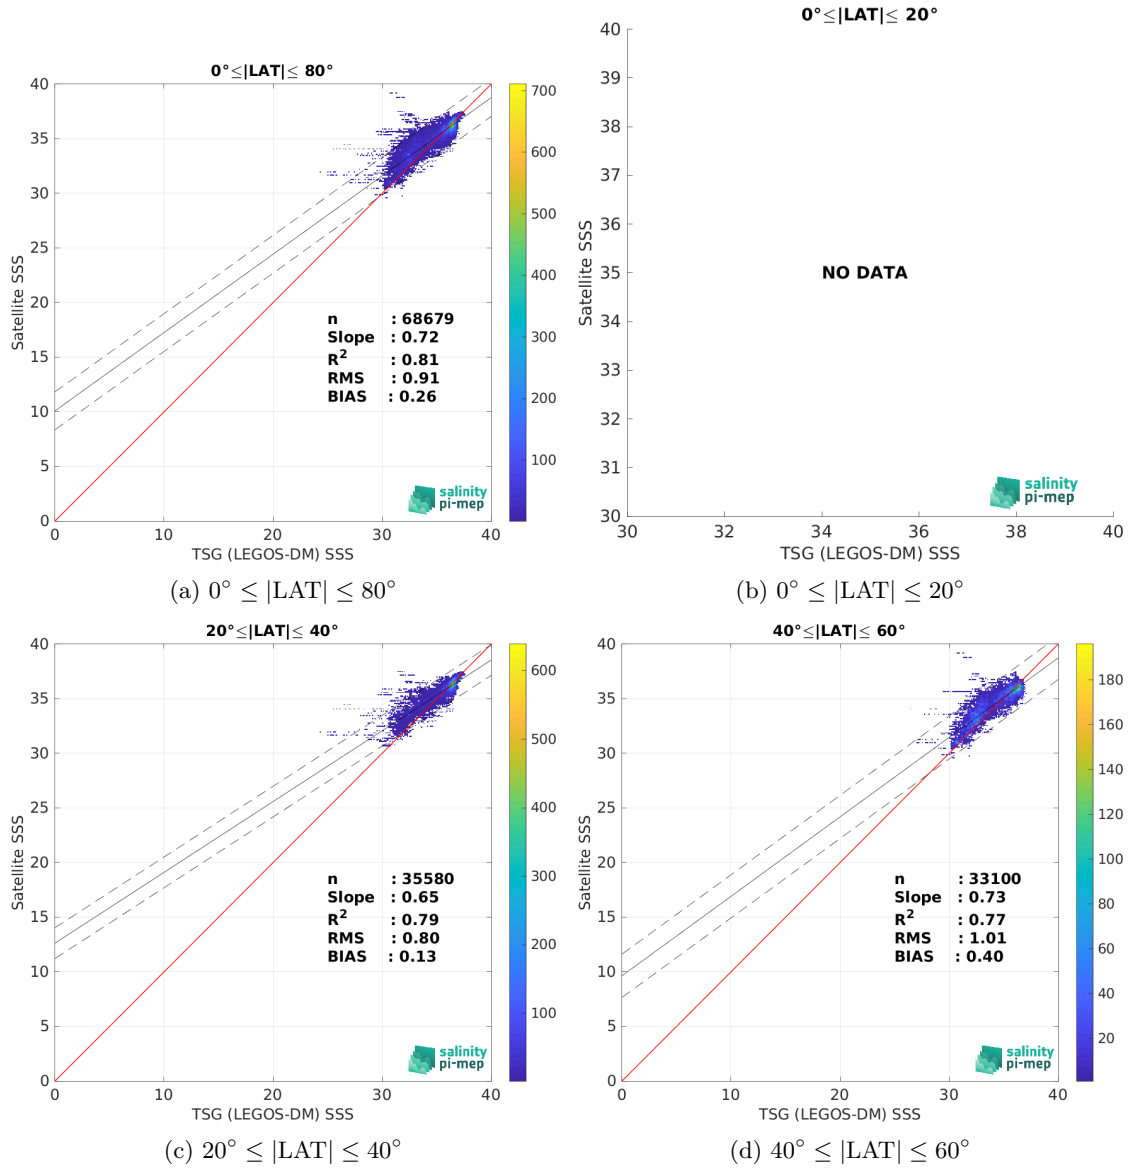 0°≤|LAT|≤ 80°
40
35
30
25
20
15
10
5
0
Satellite SSS
n : 68679
Slope : 0.72
R² : 0.81
RMS : 0.91
BIAS : 0.26
salinity
pi-mep
0 10 20 30 40
TSG (LEGOS-DM) SSS
700
600
500
400
300
200
100
(a) 0° ≤ |LAT| ≤ 80°
0°≤|LAT|≤ 20°
40
39
38
37
36
35
34
33
32
31
30
Satellite SSS
NO DATA
salinity
pi-mep
30 32 34 36 38 40
TSG (LEGOS-DM) SSS
(b) 0° ≤ |LAT| ≤ 20°
20°≤|LAT|≤ 40°
40
35
30
25
20
15
10
5
0
Satellite SSS
n : 35580
Slope : 0.65
R² : 0.79
RMS : 0.80
BIAS : 0.13
salinity
pi-mep
0 10 20 30 40
TSG (LEGOS-DM) SSS
600
500
400
300
200
100
(c) 20° ≤ |LAT| ≤ 40°
40°≤|LAT|≤ 60°
40
35
30
25
20
15
10
5
0
Satellite SSS
n : 33100
Slope : 0.73
R² : 0.77
RMS : 1.01
BIAS : 0.40
salinity
pi-mep
0 10 20 30 40
TSG (LEGOS-DM) SSS
180
160
140
120
100
80
60
40
20
(d) 40° ≤ |LAT| ≤ 60°